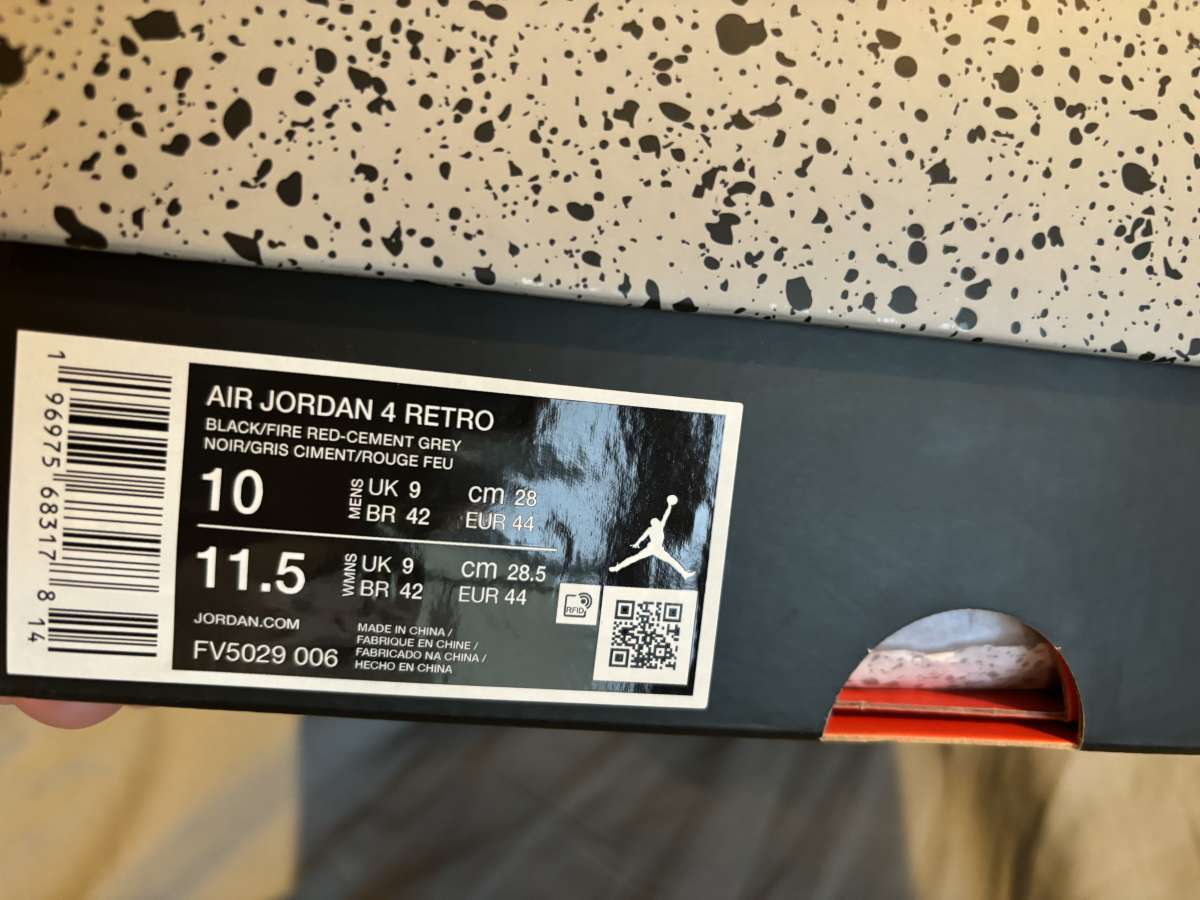 1 96975 68317 8 14
AIR JORDAN 4 RETRO
BLACK/FIRE RED-CEMENT GREY
NOIR/GRIS CIMENT/ROUGE FEU
10 MENS UK 9 cm 28
BR 42 EUR 44
11.5 WMNS UK 9 cm 28.5
BR 42 EUR 44
RFID
JORDAN.COM
FV5029 006
MADE IN CHINA /
FABRIQUE EN CHINE /
FABRICADO NA CHINA /
HECHO EN CHINA